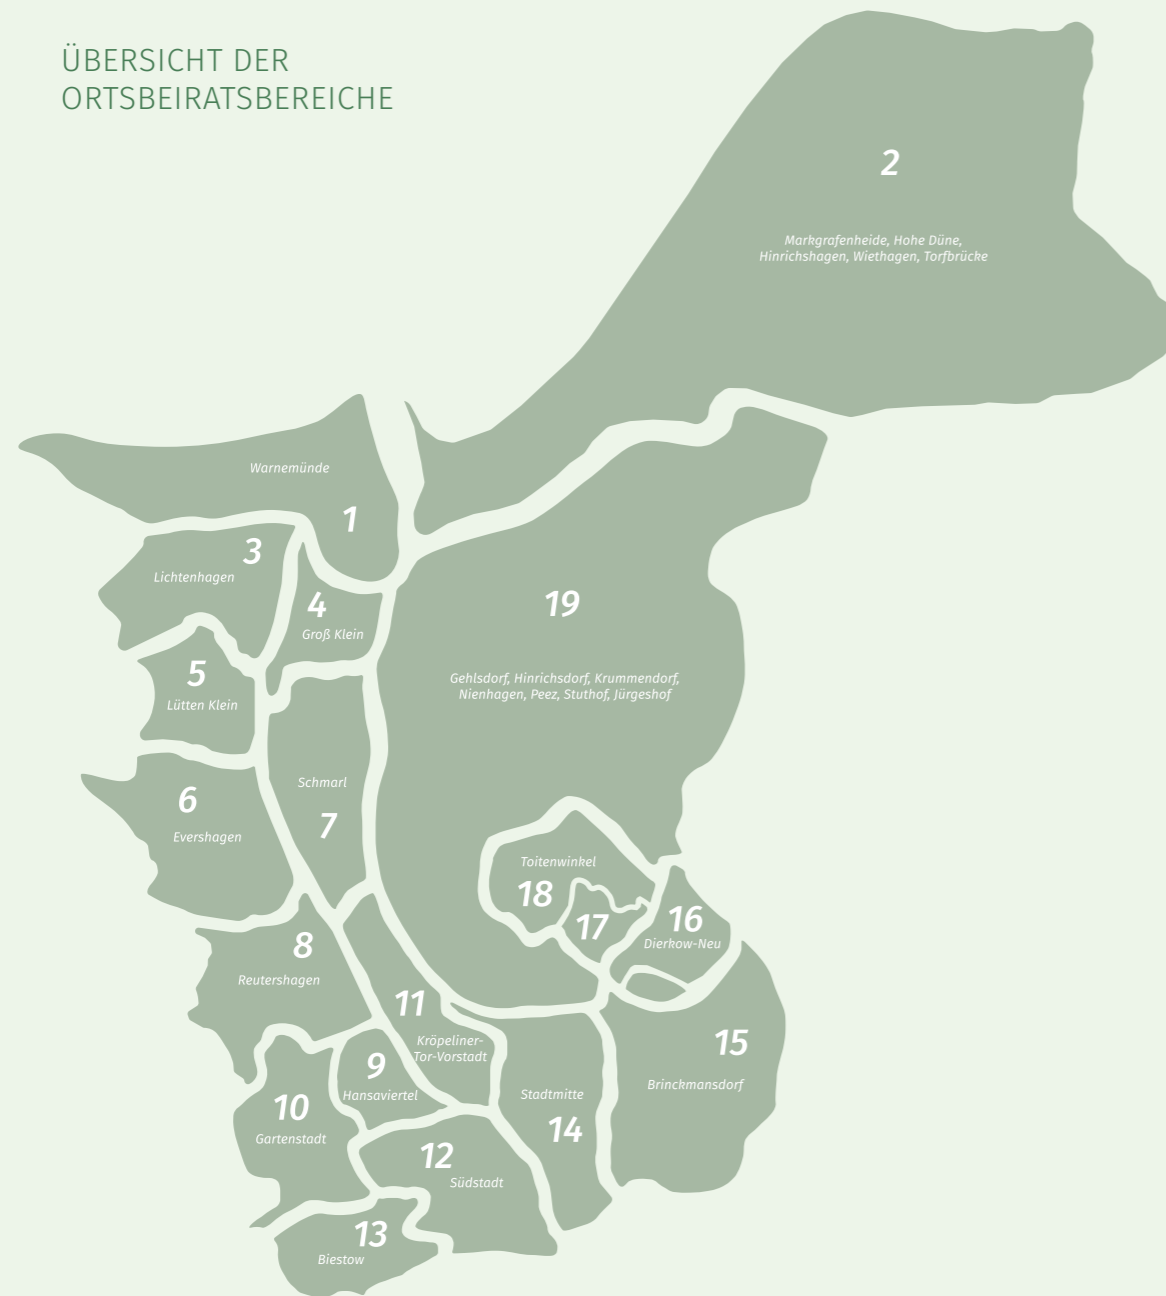 ÜBERSICHT DER
ORTSBEIRATSBEREICHE
2
Markgrafenheide, Hohe Düne,
Hinrichshagen, Wiethagen, Torfbrücke
Warnemünde
1
3
Lichtenhagen
4
Groß Klein
19
Gehlsdorf, Hinrichsdorf, Krummendorf,
Nienhagen, Peez, Stuthof, Jürgeshof
5
Lütten Klein
Schmarl
7
6
Evershagen
Toitenwinkel
18
17
16
Dierkow-Neu
8
Reutershagen
11
Kröpeliner-
Tor-Vorstadt
15
Brinckmansdorf
9
Hansaviertel
Stadtmitte
14
10
Gartenstadt
12
Südstadt
13
Biestow